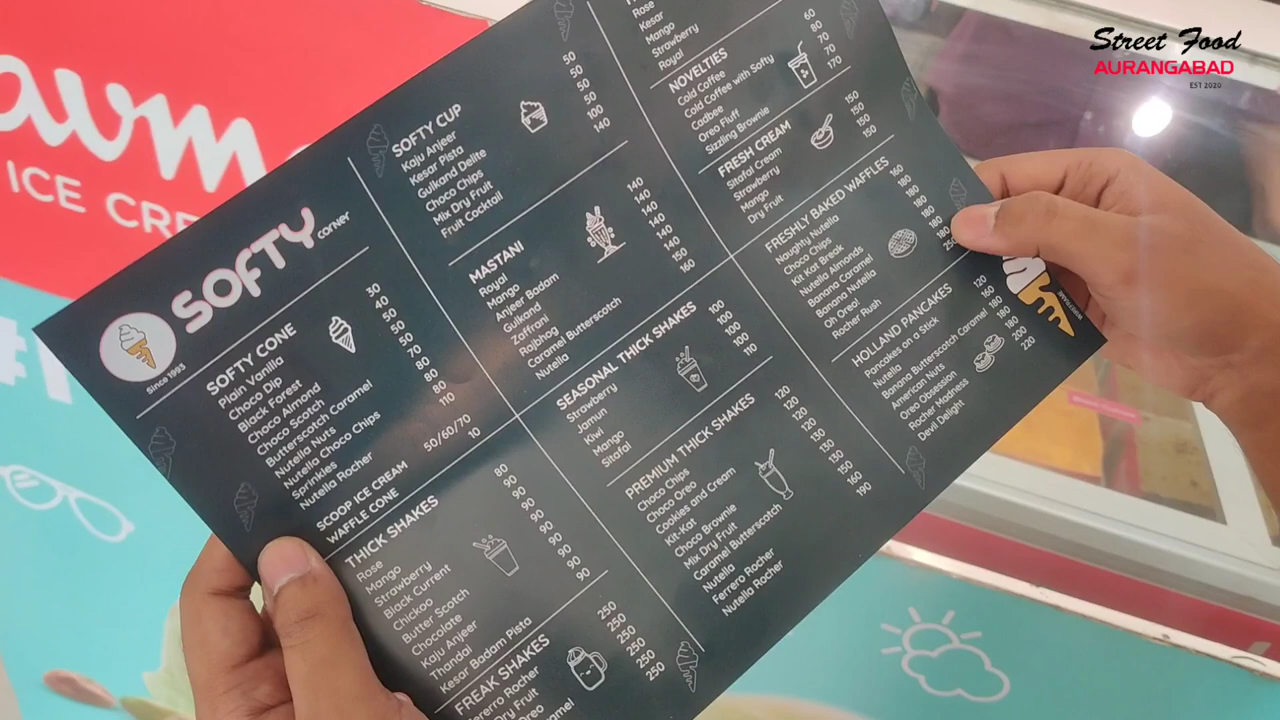 Street Food
AURANGABAD
EST 2020
ICE CRE
SOFTY
corner
Since 1993
SOFTY CONE
Plain Vanilla 30
Choco Dip 40
Black Forest 50
Choco Almond 50
Choco Scotch 70
Butterscotch Caramel 80
Nutella Nuts 80
Nutella Choco Chips 80
Sprinkles 110
Nutella Rocher
SCOOP ICE CREAM 50/60/70
WAFFLE CONE 10
SOFTY CUP
Kaju Anjeer 50
Kesar Pista 50
Gulkand Delite 50
Choco Chips 50
Mix Dry Fruit 100
Fruit Cocktail 140
MASTANI
Royal 140
Mango 140
Anjeer Badam 140
Gulkand 140
Zaffrani 140
Rajbhog 140
Caramel Butterscotch 150
Nutella 160
THICK SHAKES
Rose 80
Mango 90
Strawberry 90
Black Current 90
Chickoo 90
Butter Scotch 90
Chocolate 90
Kaju Anjeer 90
Thandai 90
Kesar Badam Pista
FREAK SHAKES
Fererro Rocher 250
Dry Fruit 250
Oreo 250
250
250
SEASONAL THICK SHAKES
Strawberry 100
Jamun 100
Kiwi 100
Mango 110
Sitafal
PREMIUM THICK SHAKES
Choco Chips 120
Choco Oreo 120
Cookies and Cream 120
Kit-Kat 130
Choco Brownie 130
Mix Dry Fruit 150
Caramel Butterscotch 160
Nutella 190
Ferrero Rocher
Nutella Rocher
Rose
Kesar
Mango
Strawberry
Royal
NOVELTIES
Cold Coffee 60
Cold Coffee with Softy 80
Cadbee 70
Oreo Fluff 70
Sizzling Brownie 170
FRESH CREAM
Sitafal Cream 150
Strawberry 150
Mango 150
Dry Fruit 150
FRESHLY BAKED WAFFLES
Naughty Nutella 160
Choco Chips 180
Kit Kat Break 180
Nutella Almonds 180
Banana Caramel 180
Banana Nutella 180
Oh Oreo!
Rocher Rush
HOLLAND PANCAKES
Pancakes on a Stick 120
Nutella 160
Banana Butterscotch Caramel 180
American Nuts 180
Oreo Obsession 200
Rocher Madness 220
Devil Delight